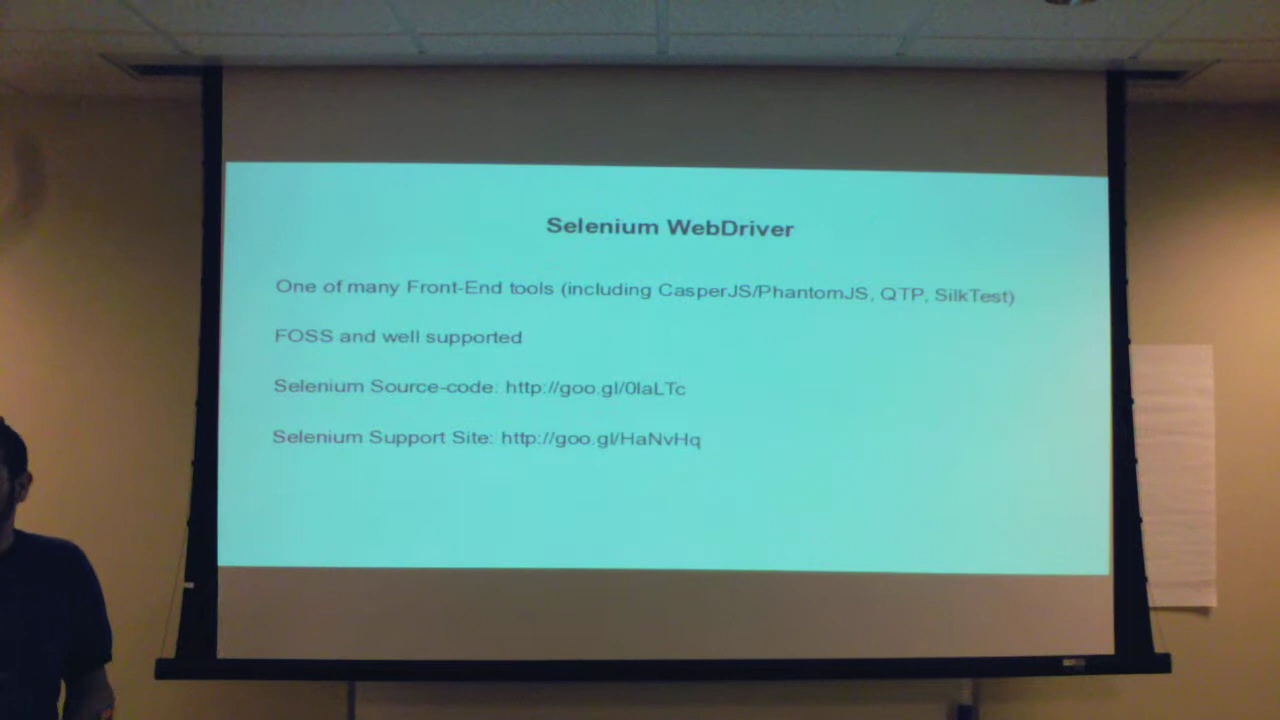 Selenium WebDriver
One of many Front-End tools (including CasperJS/PhantomJS, QTP, SilkTest)
FOSS and well supported
Selenium Source-code: http://goo.gl/0IaLTc
Selenium Support Site: http://goo.gl/HaNvHq